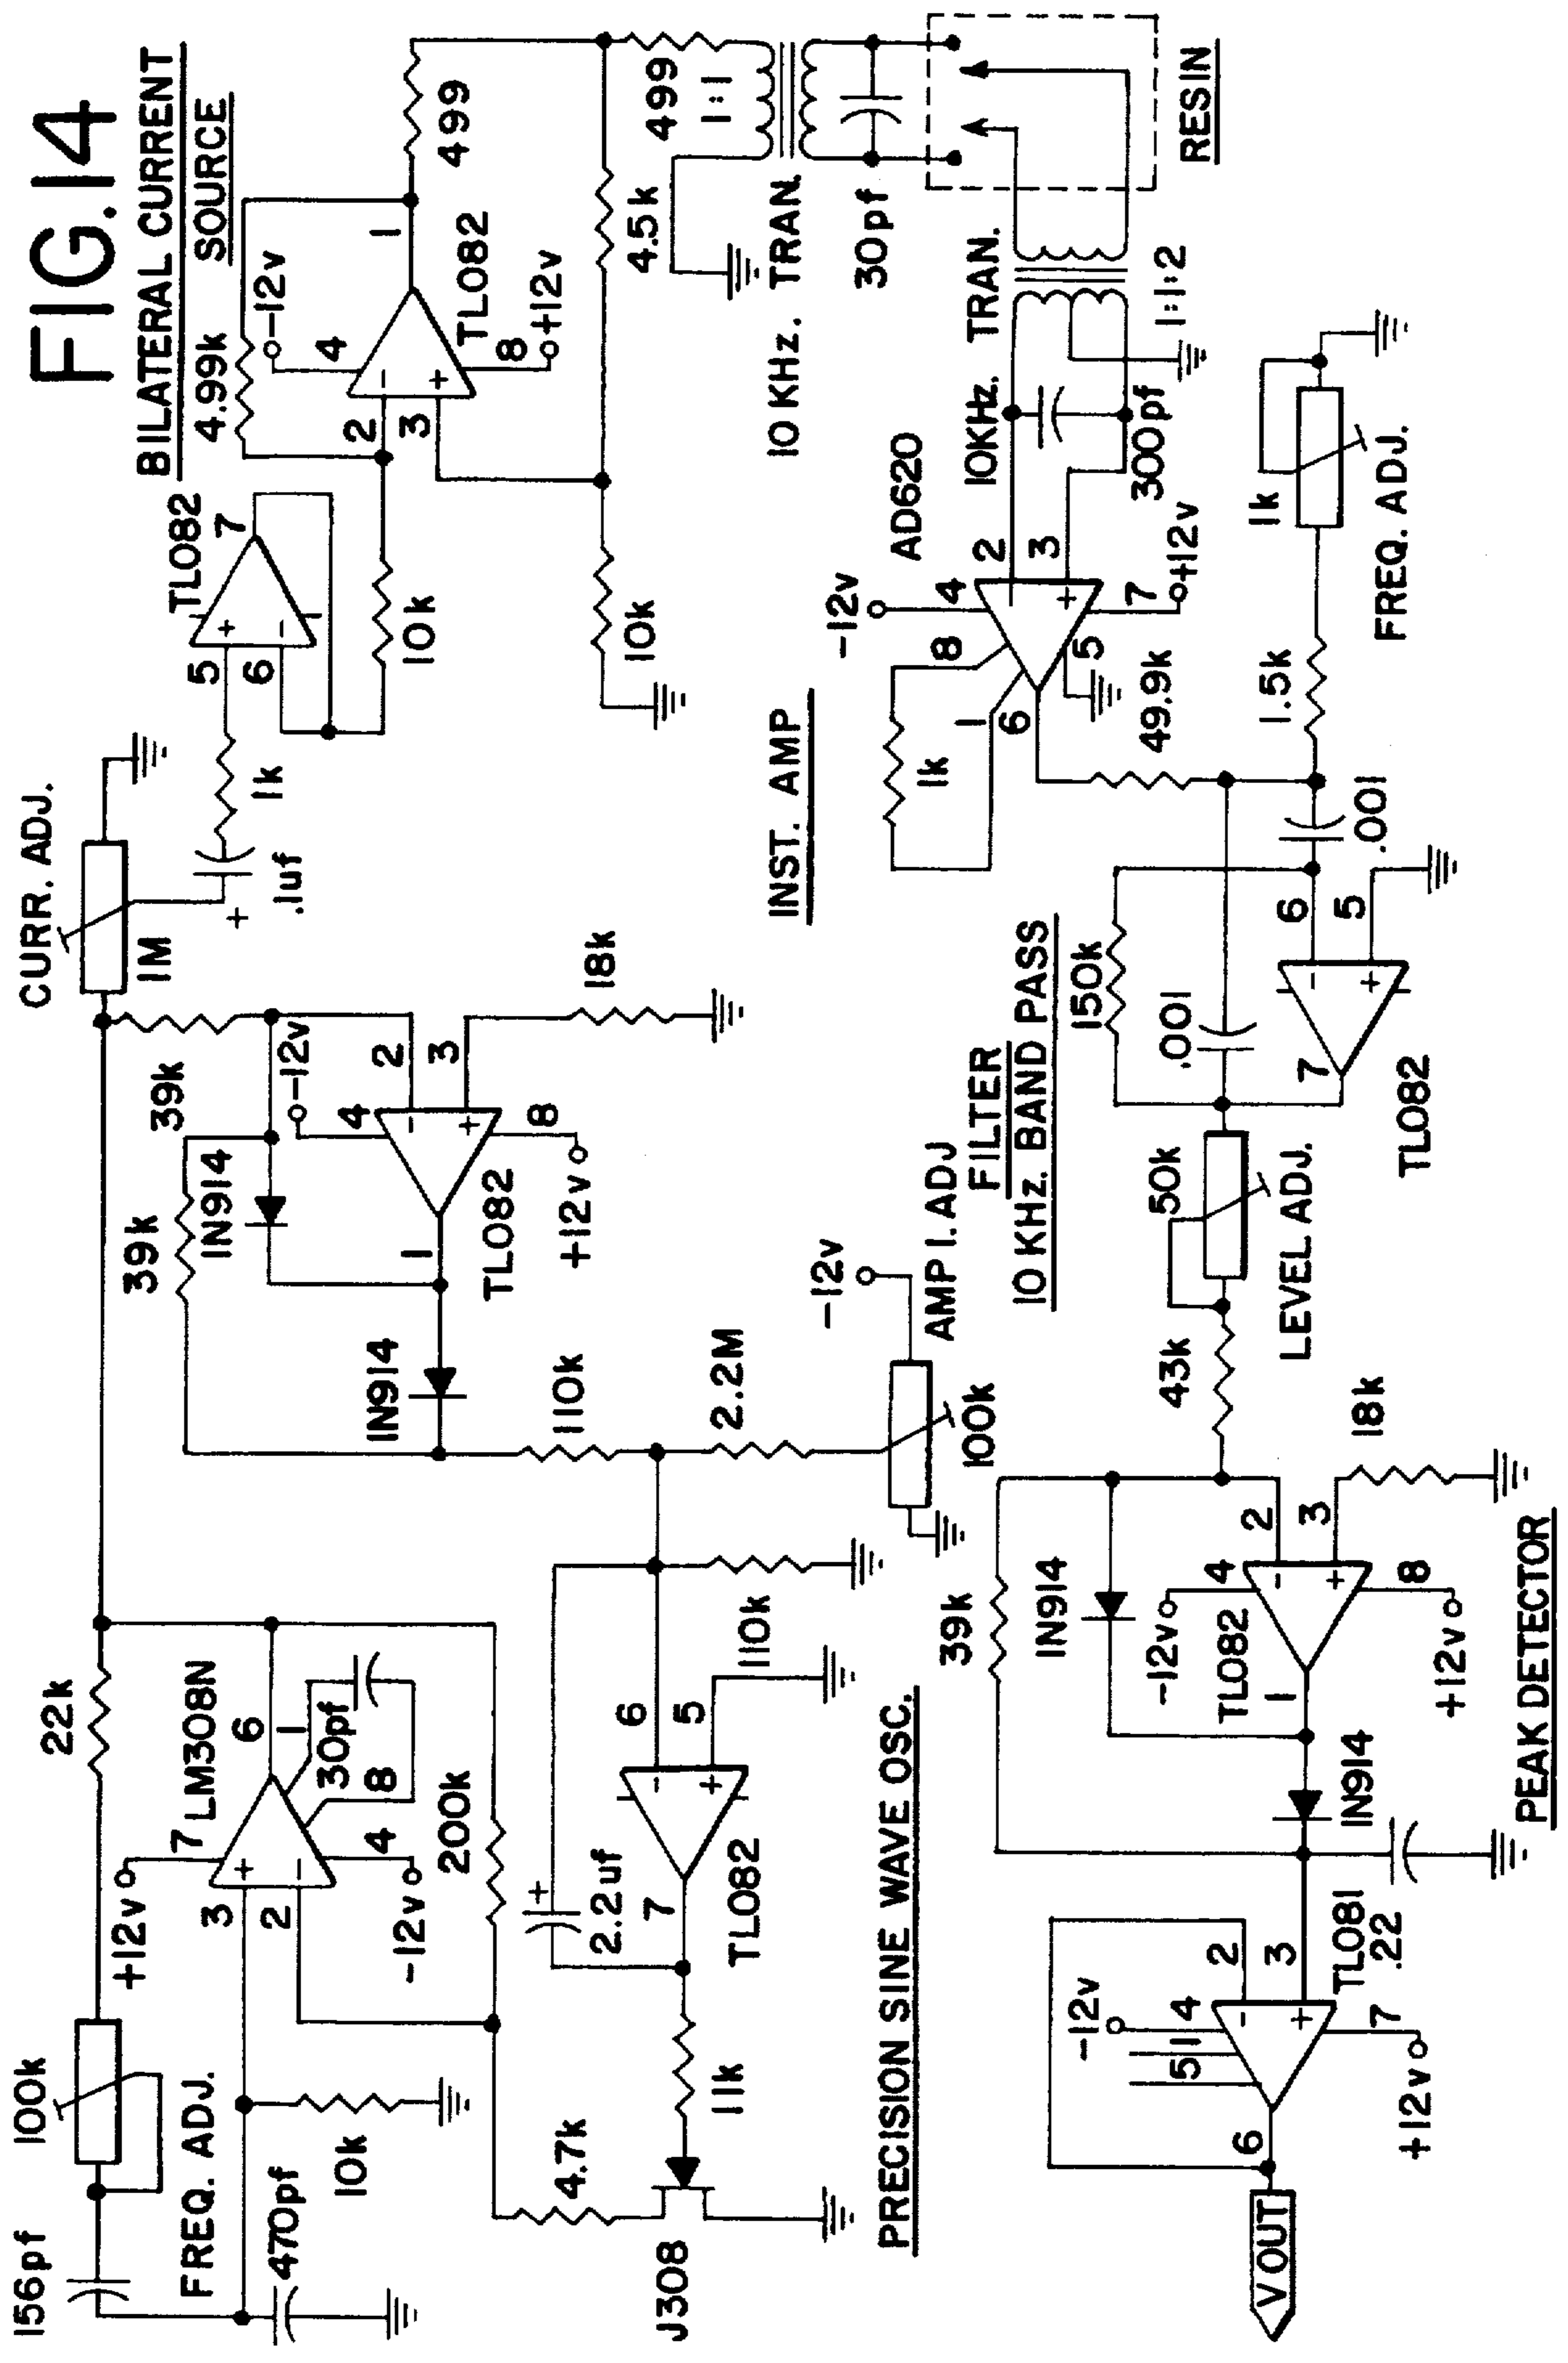 FIG.14
BILATERAL CURRENT
SOURCE
156pf
100k
FREQ. ADJ.
22k
+12v
7
LM308N
3
2
+
-
6
1
30pf
8
4
-12v
470pf
10k
200k
4.7k
J308
11k
2.2uf
+
7
TL082
6
5
-
+
110k
PRECISION SINE WAVE OSC.
39k
39k
1N914
-12v
4
2
3
-
+
8
1
TL082
+12v
18k
1N914
110k
2.2M
-12v
AMP 1. ADJ
100k
CURR. ADJ.
1M
+
.1uf
1k
5
6
+
-
7
TL082
10k
4.99k
-12v
4
2
3
-
+
1
TL082
8
+12v
499
10k
4.5k
499
1:1
10 KHz. TRAN.
30pf
RESIN
INST. AMP
1k
-12v
4
8
1
6
5
7
+12v
AD620
2
3
-
+
10KHz. TRAN.
300pf
1:1:2
49.9k
1.5k
1k
FREQ. ADJ.
FILTER
10 KHz. BAND PASS
150k
.001
.001
6
5
-
+
7
TL082
50k
LEVEL ADJ.
43k
39k
1N914
-12v
4
TL082
2
3
-
+
1
8
+12v
18k
1N914
PEAK DETECTOR
.22
TL081
2
3
-
+
-12v
4
1
5
7
+12v
6
V OUT